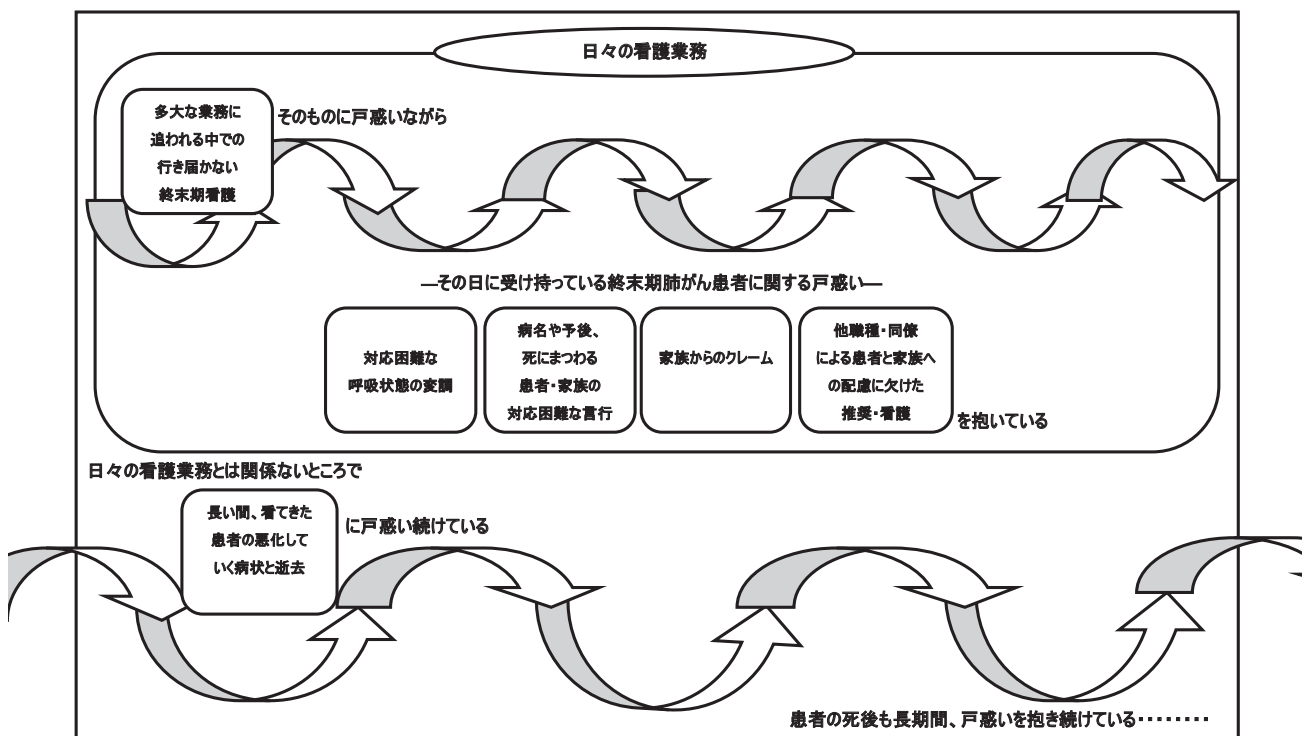 日々の看護業務
多大な業務に
追われる中での
行き届かない
終末期看護
そのものに戸惑いながら
―その日に受け持っている終末期肺がん患者に関する戸惑い―
対応困難な
呼吸状態の変調
病名や予後、
死にまつわる
患者・家族の
対応困難な言行
家族からのクレーム
他職種・同僚
による患者と家族へ
の配慮に欠けた
推奨・看護
を抱いている
日々の看護業務とは関係ないところで
長い間、看てきた
患者の悪化して
いく病状と逝去
に戸惑い続けている
患者の死後も長期間、戸惑いを抱き続けている………